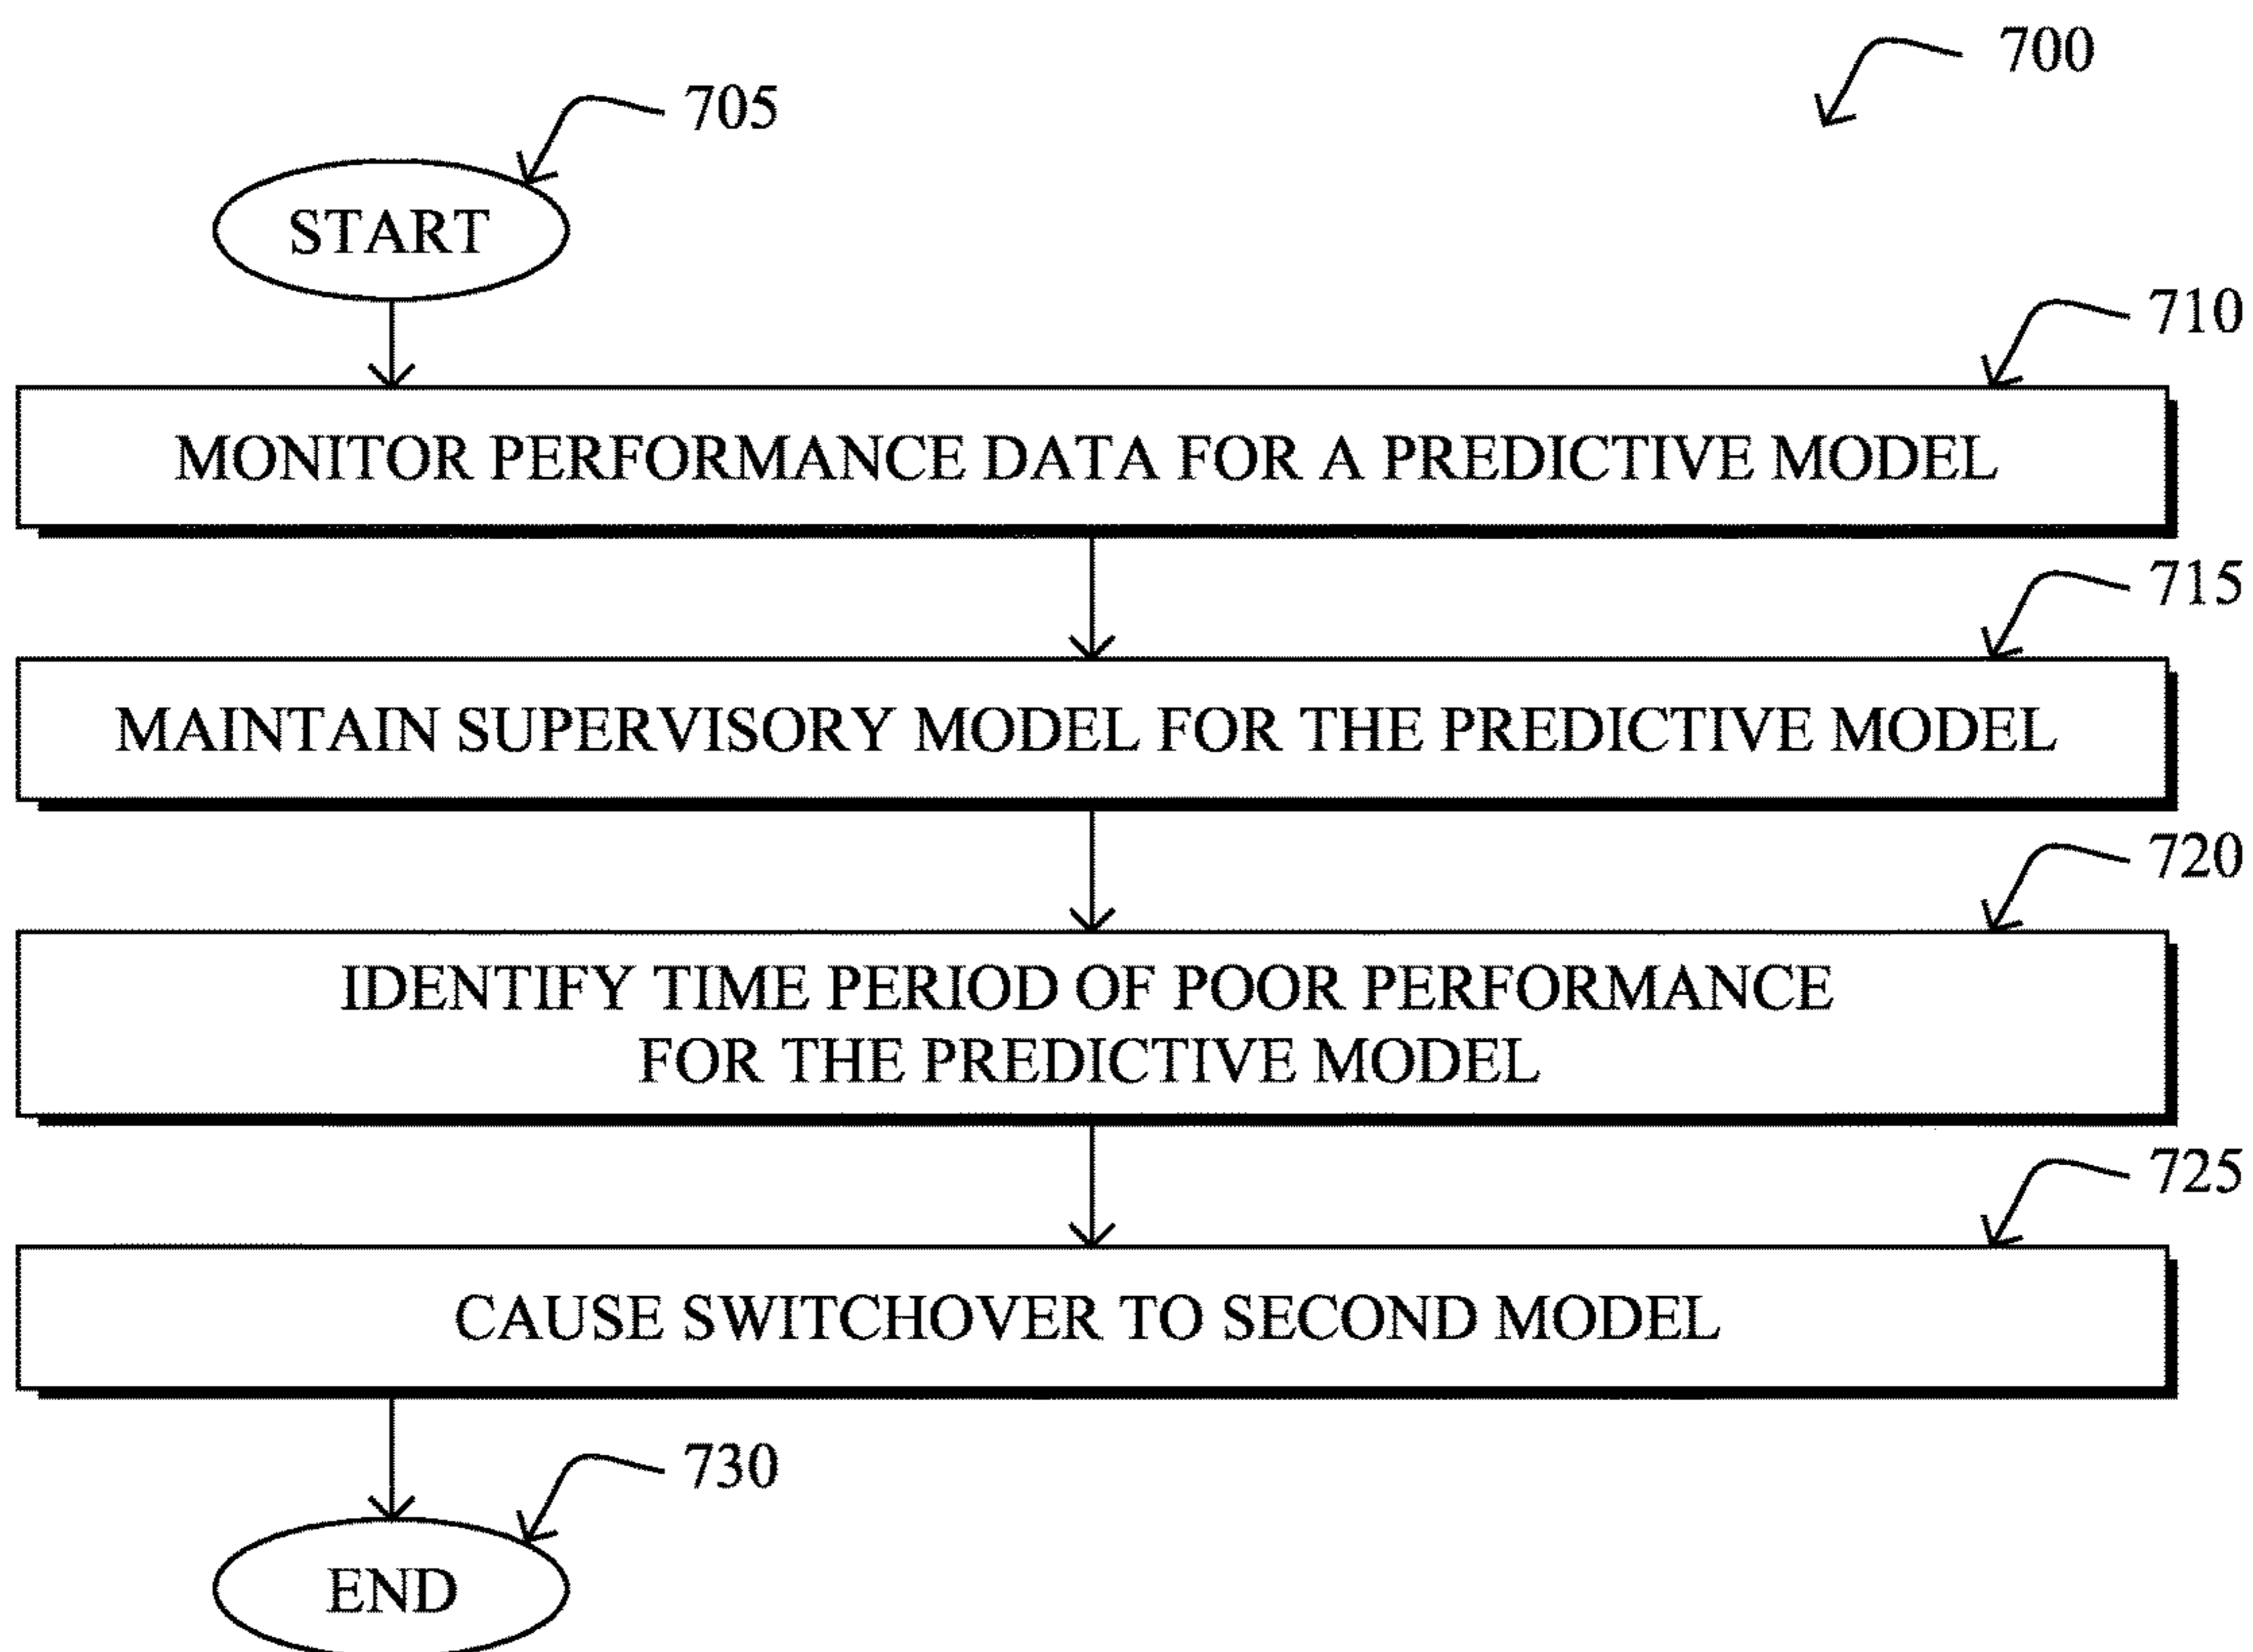 700
705
START
710
MONITOR PERFORMANCE DATA FOR A PREDICTIVE MODEL
715
MAINTAIN SUPERVISORY MODEL FOR THE PREDICTIVE MODEL
720
IDENTIFY TIME PERIOD OF POOR PERFORMANCE
FOR THE PREDICTIVE MODEL
725
CAUSE SWITCHOVER TO SECOND MODEL
730
END